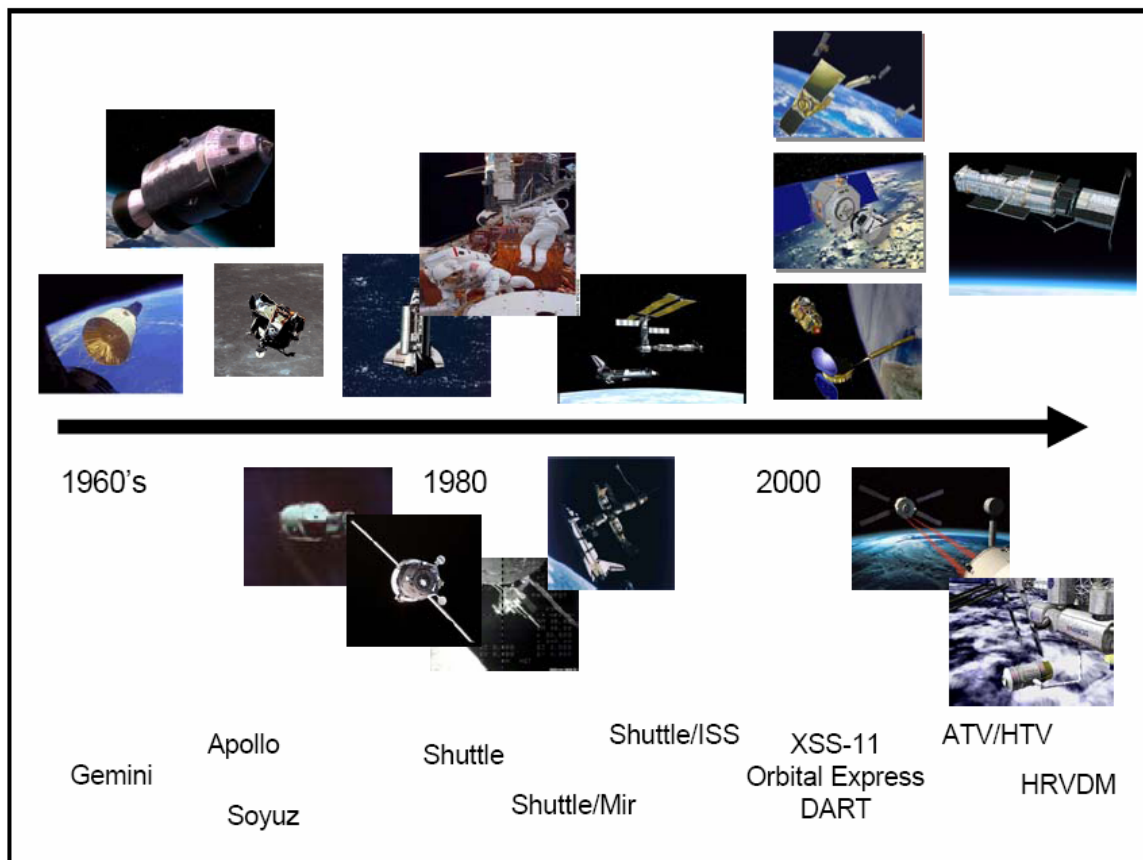 1960's
1980
2000
Apollo
Shuttle/ISS
XSS-11
ATV/HTV
Gemini
Shuttle
Orbital Express
HRVDM
Soyuz
Shuttle/Mir
DART